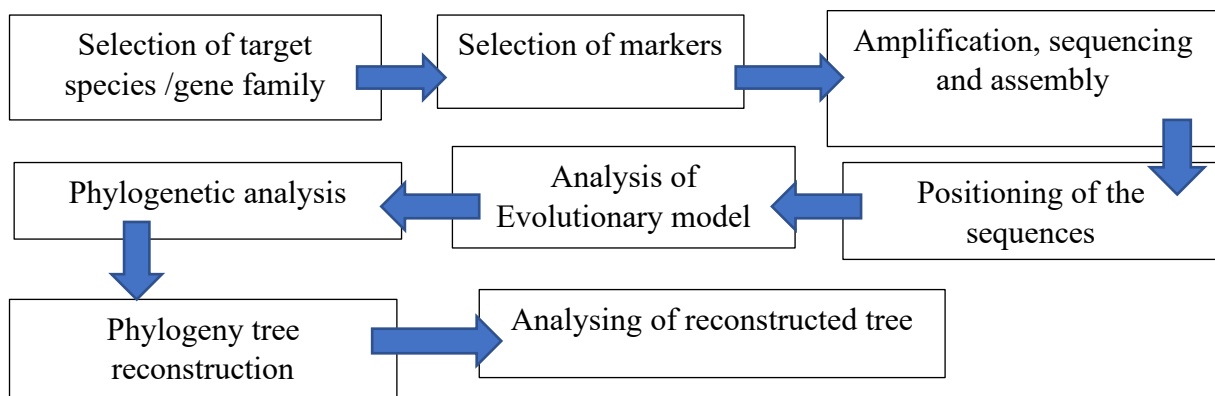 Selection of target
species /gene family
Selection of markers
Amplification, sequencing
and assembly
Positioning of the
sequences
Analysis of
Evolutionary model
Phylogenetic analysis
Phylogeny tree
reconstruction
Analysing of reconstructed tree